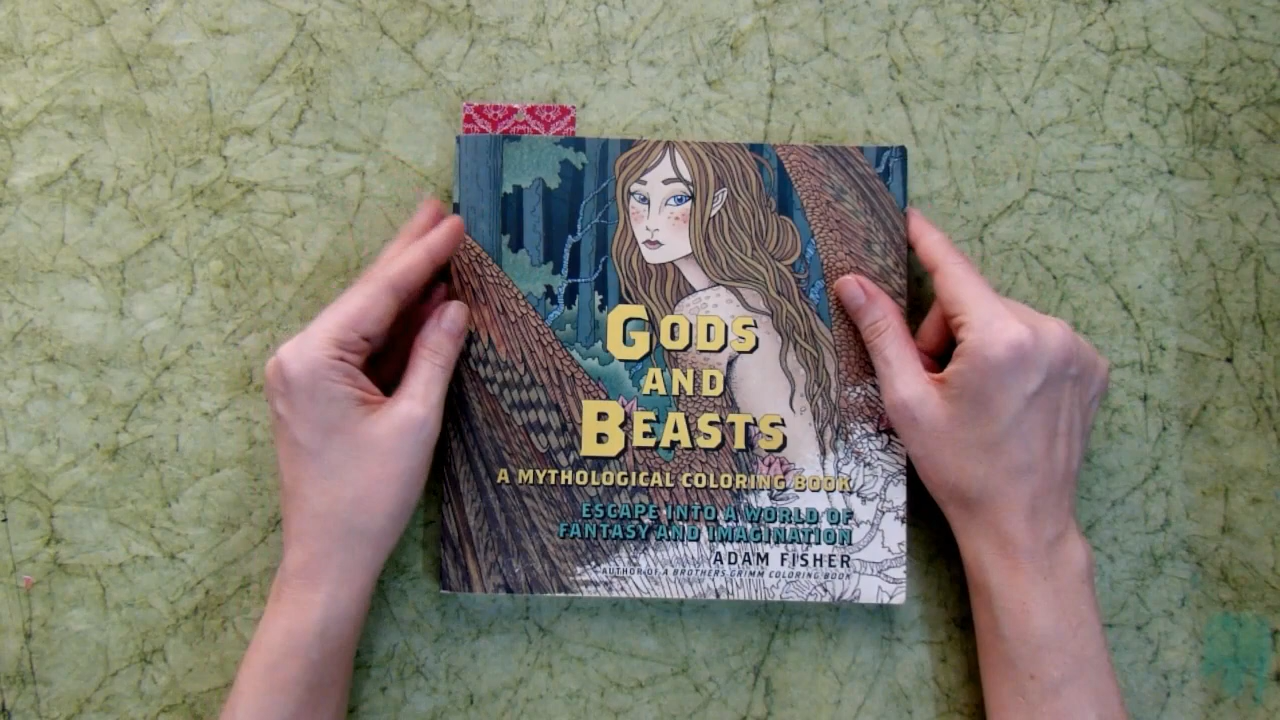 GODS
AND
BEASTS
A MYTHOLOGICAL COLORING BOOK
ESCAPE INTO A WORLD OF
FANTASY AND IMAGINATION
ADAM FISHER
AUTHOR OF A BROTHERS GRIMM COLORING BOOK